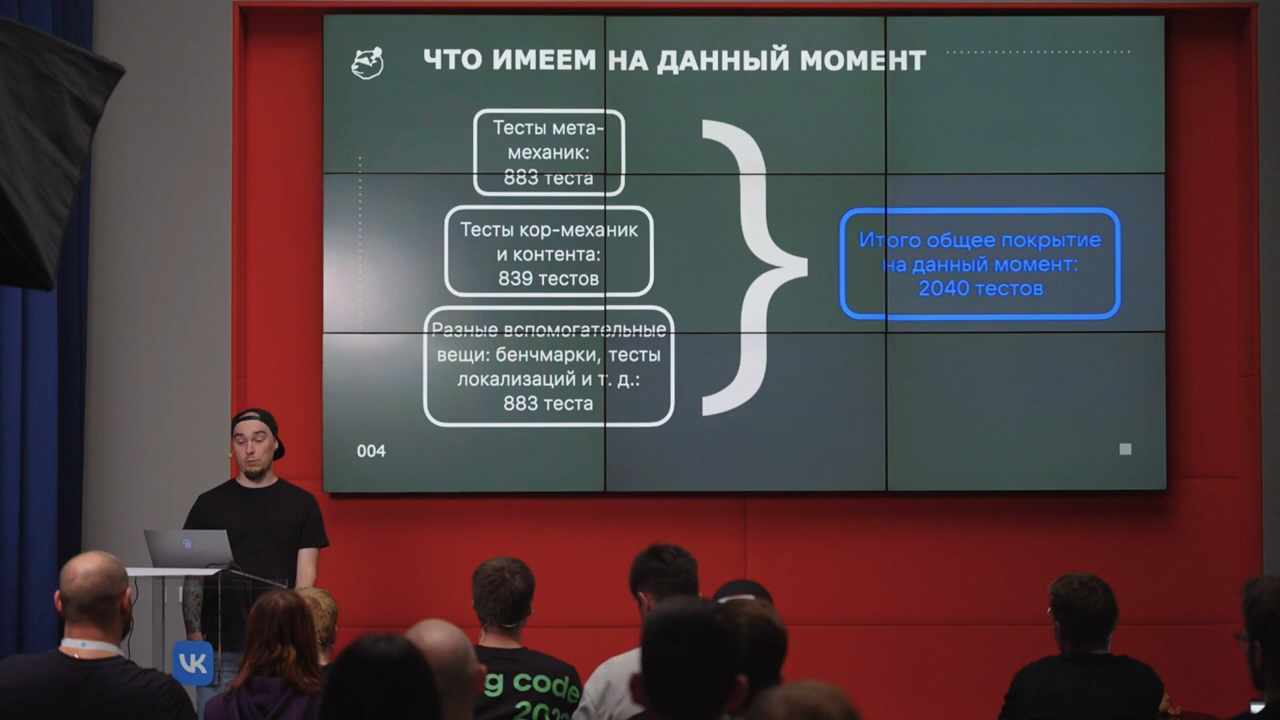 ЧТО ИМЕЕМ НА ДАННЫЙ МОМЕНТ
Тесты мета-
механик:
883 теста
Тесты кор-механик
и контента:
839 тестов
Разные вспомогательные
вещи: бенчмарки, тесты
локализаций и т. д.:
883 теста
Итого общее покрытие
на данный момент:
2040 тестов
004
VK
g code